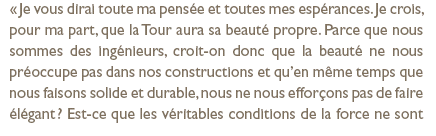 « Je vous dirai toute ma pensée et toutes mes espérances. Je crois,
pour ma part, que la Tour aura sa beauté propre. Parce que nous
sommes des ingénieurs, croit-on donc que la beauté ne nous
préoccupe pas dans nos constructions et qu'en même temps que
nous faisons solide et durable, nous ne nous efforçons pas de faire
élégant ? Est-ce que les véritables conditions de la force ne sont